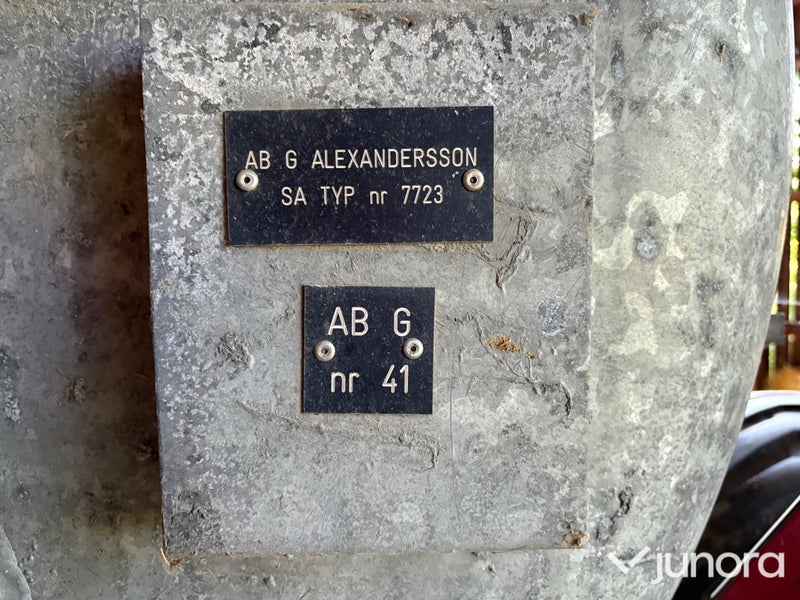 AB G ALEXANDERSSON
SA TYP nr 7723
AB G
nr 41
junora